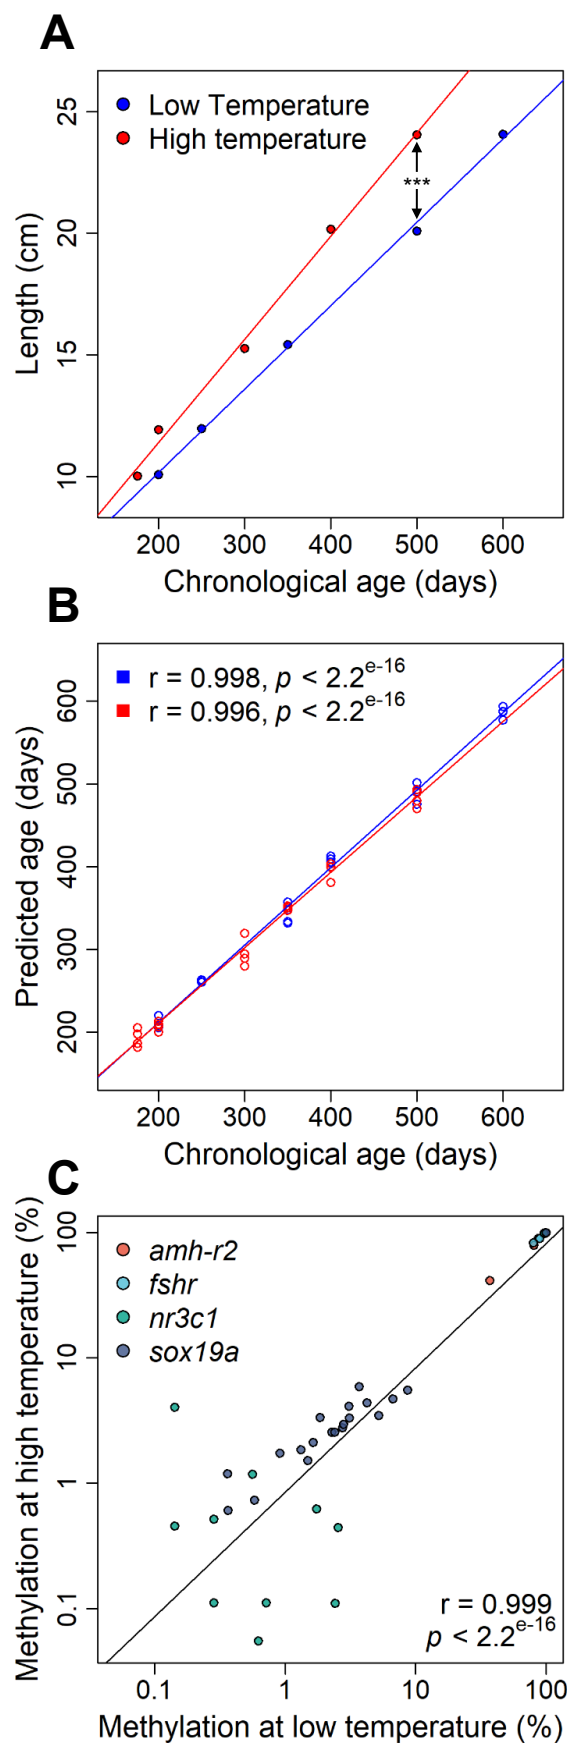 A
Low Temperature
High temperature
***
25
20
15
10
Length (cm)
200 300 400 500 600
Chronological age (days)
B
r = 0.998, p < 2.2e-16
r = 0.996, p < 2.2e-16
600
500
400
300
200
Predicted age (days)
200 300 400 500 600
Chronological age (days)
C
amh-r2
fshr
nr3c1
sox19a
100
10
1
0.1
Methylation at high temperature (%)
r = 0.999
p < 2.2e-16
0.1 1 10 100
Methylation at low temperature (%)